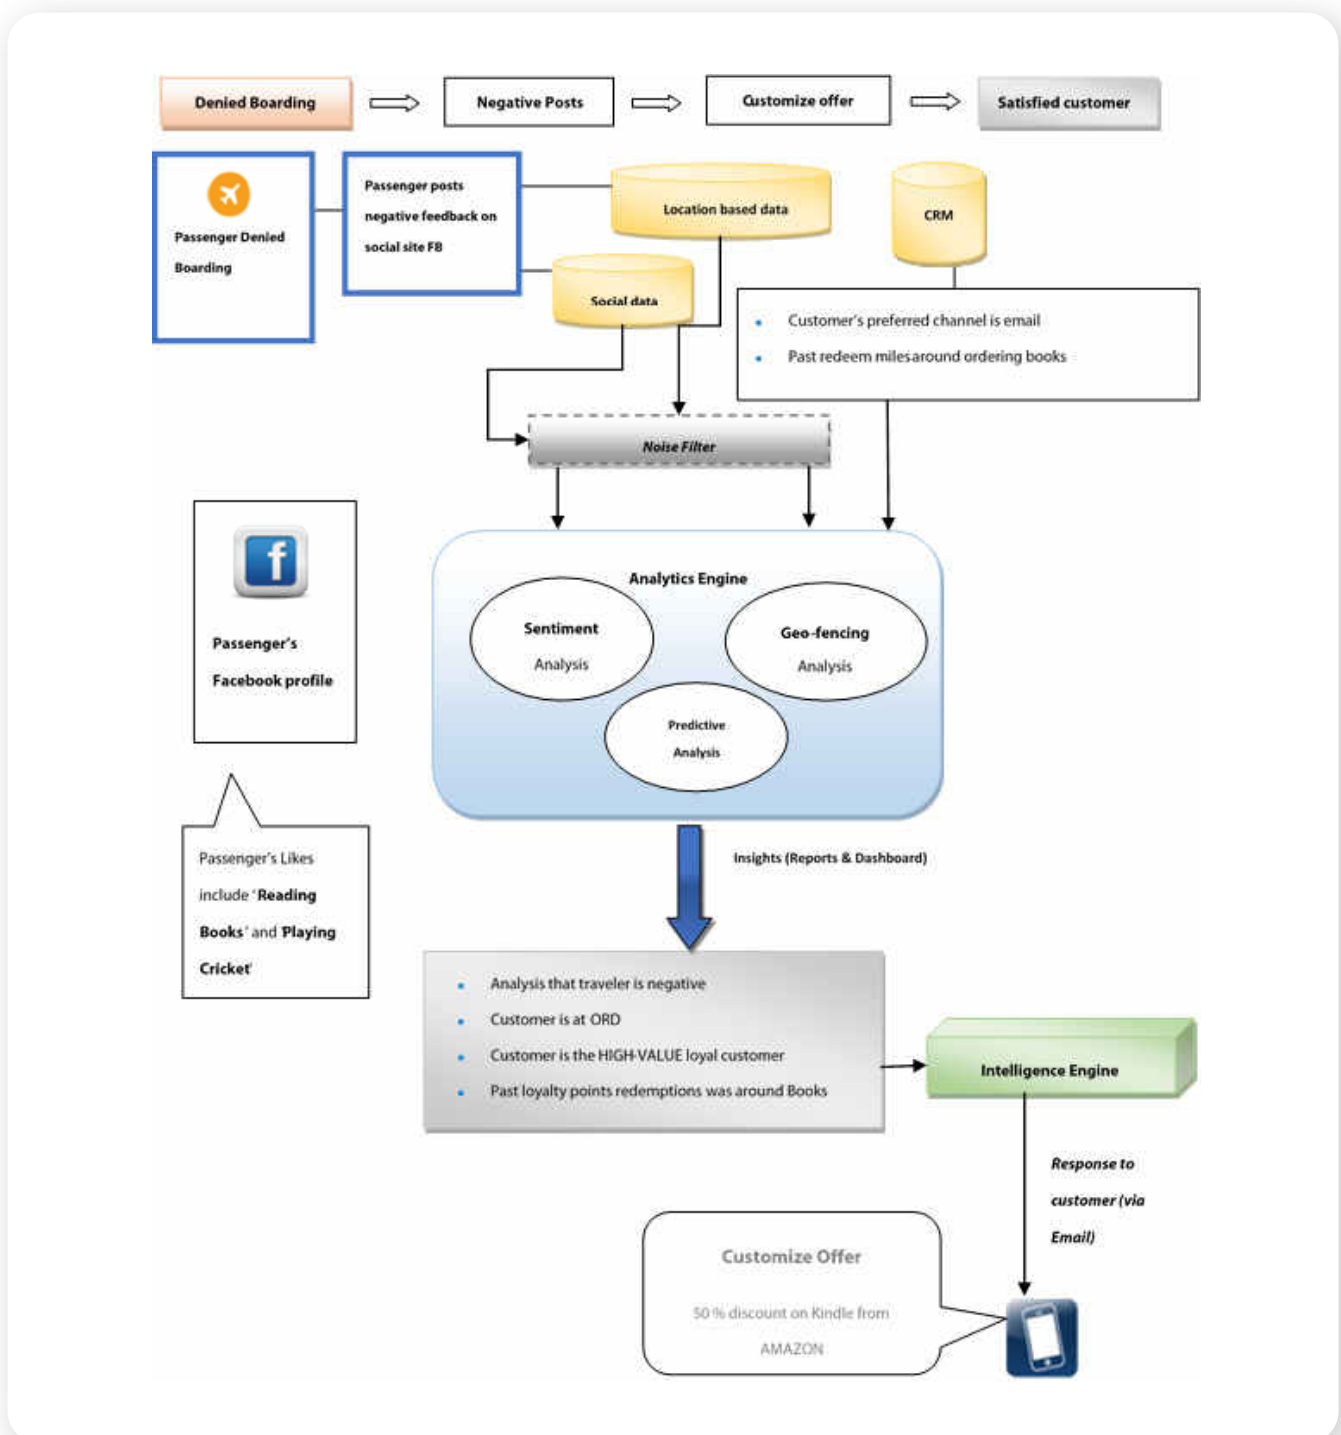 Denied Boarding
Negative Posts
Customize offer
Satisfied customer
Passenger Denied
Boarding
Passenger posts
negative feedback on
social site FB
Location based data
Social data
CRM
• Customer's preferred channel is email
• Past redeem milesaround ordering books
Noise Filter
f
Passenger's
Facebook profile
Analytics Engine
Sentiment
Analysis
Geo-fencing
Analysis
Predictive
Analysis
Passenger's Likes
include 'Reading
Books' and 'Playing
Cricket'
Insights (Reports & Dashboard)
• Analysis that traveler is negative
• Customer is at ORD
• Customer is the HIGH-VALUE loyal customer
• Past loyalty points redemptions was around Books
Intelligence Engine
Response to
customer (via
Email)
Customize Offer
50 % discount on Kindle from
AMAZON